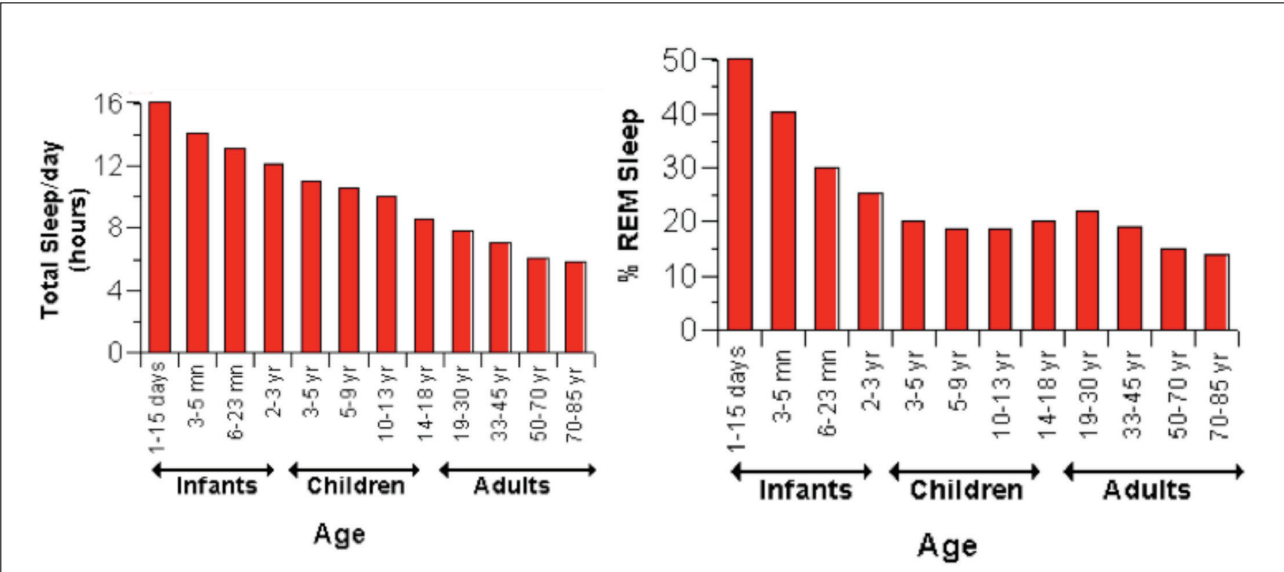 Total Sleep/day
(hours)
16
12
8
4
0
1-15 days
3-5 mn
6-23 mn
2-3 yr
3-5 yr
5-9 yr
10-13 yr
14-18 yr
19-30 yr
33-45 yr
50-70 yr
70-85 yr
Infants Children Adults
Age
% REM Sleep
50
40
30
20
10
0
1-15 days
3-5 mn
6-23 mn
2-3 yr
3-5 yr
5-9 yr
10-13 yr
14-18 yr
19-30 yr
33-45 yr
50-70 yr
70-85 yr
Infants Children Adults
Age